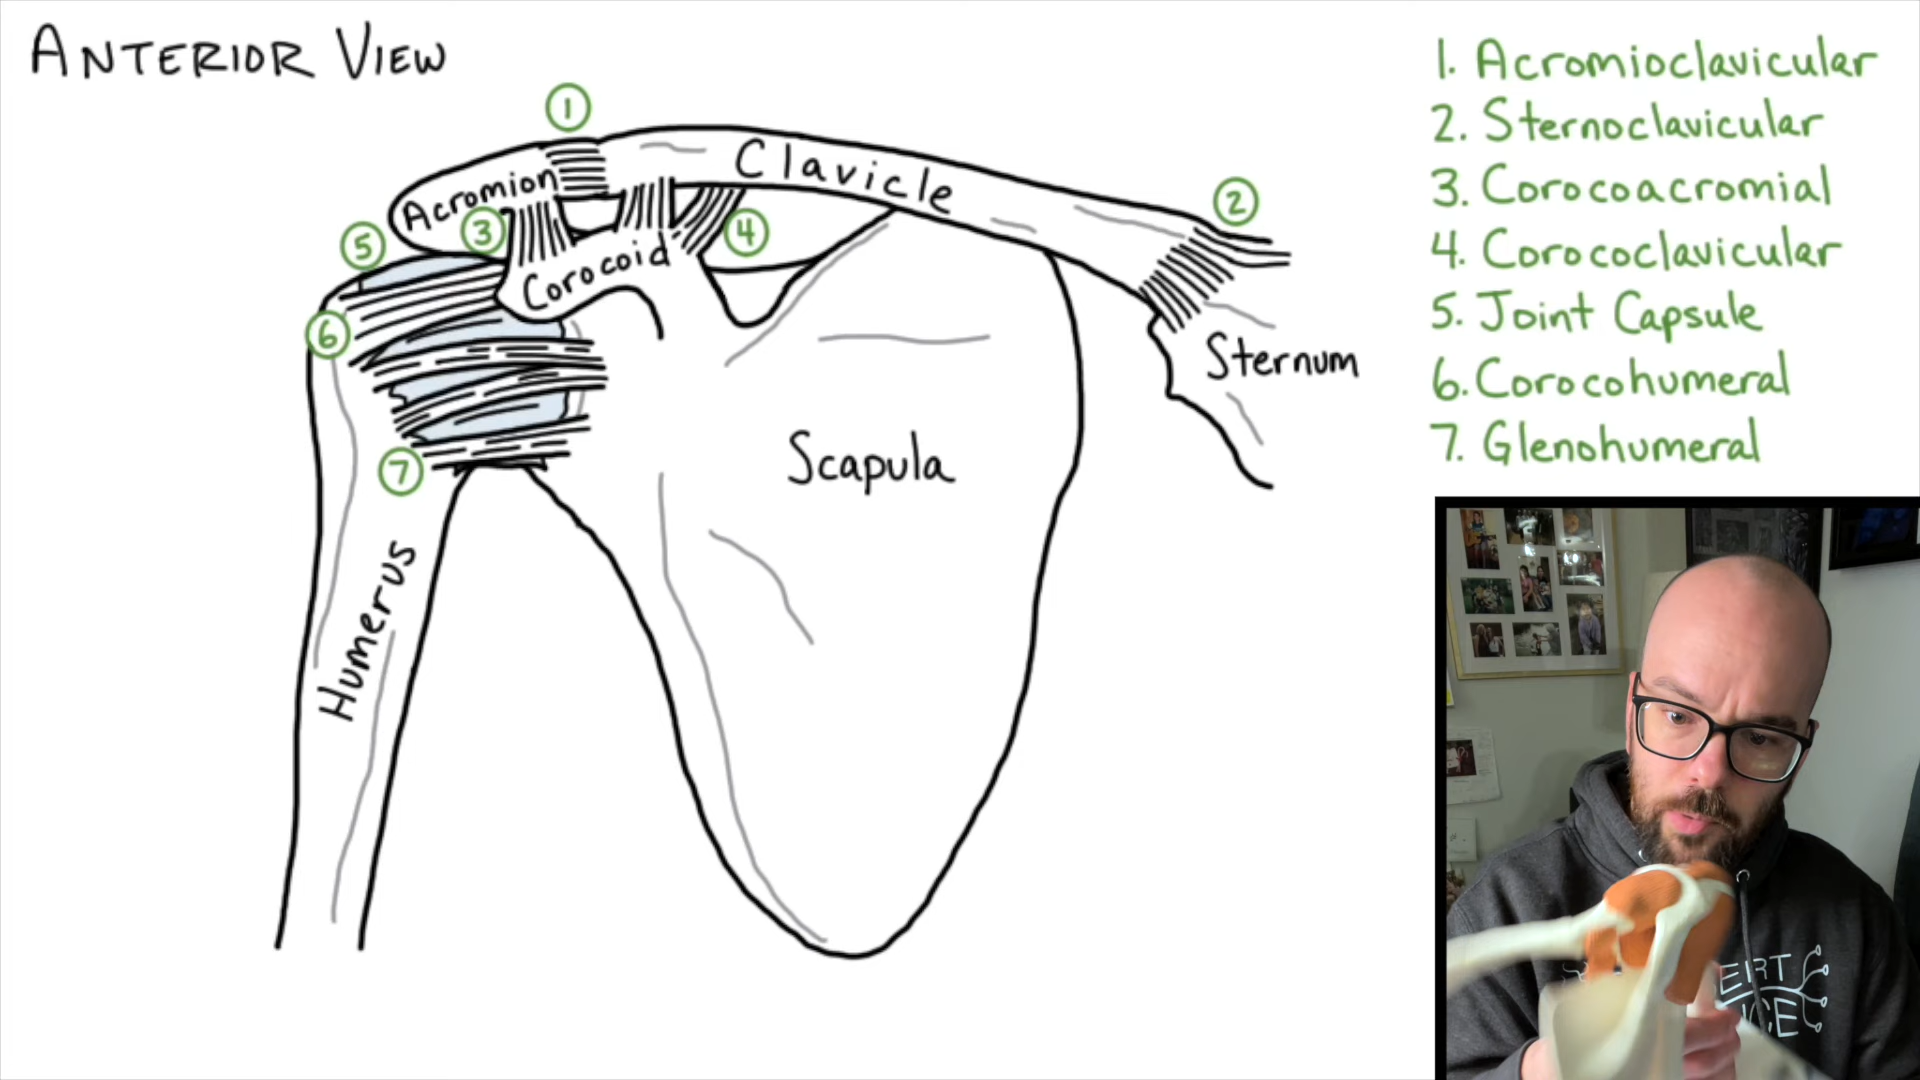 ANTERIOR VIEW
1
Clavicle
Acromion
2
3
4
5
Corocoid
6
Sternum
Scapula
7
Humerus
1. Acromioclavicular
2. Sternoclavicular
3. Corocoacromial
4. Corococlavicular
5. Joint Capsule
6. Corocohumeral
7. Glenohumeral